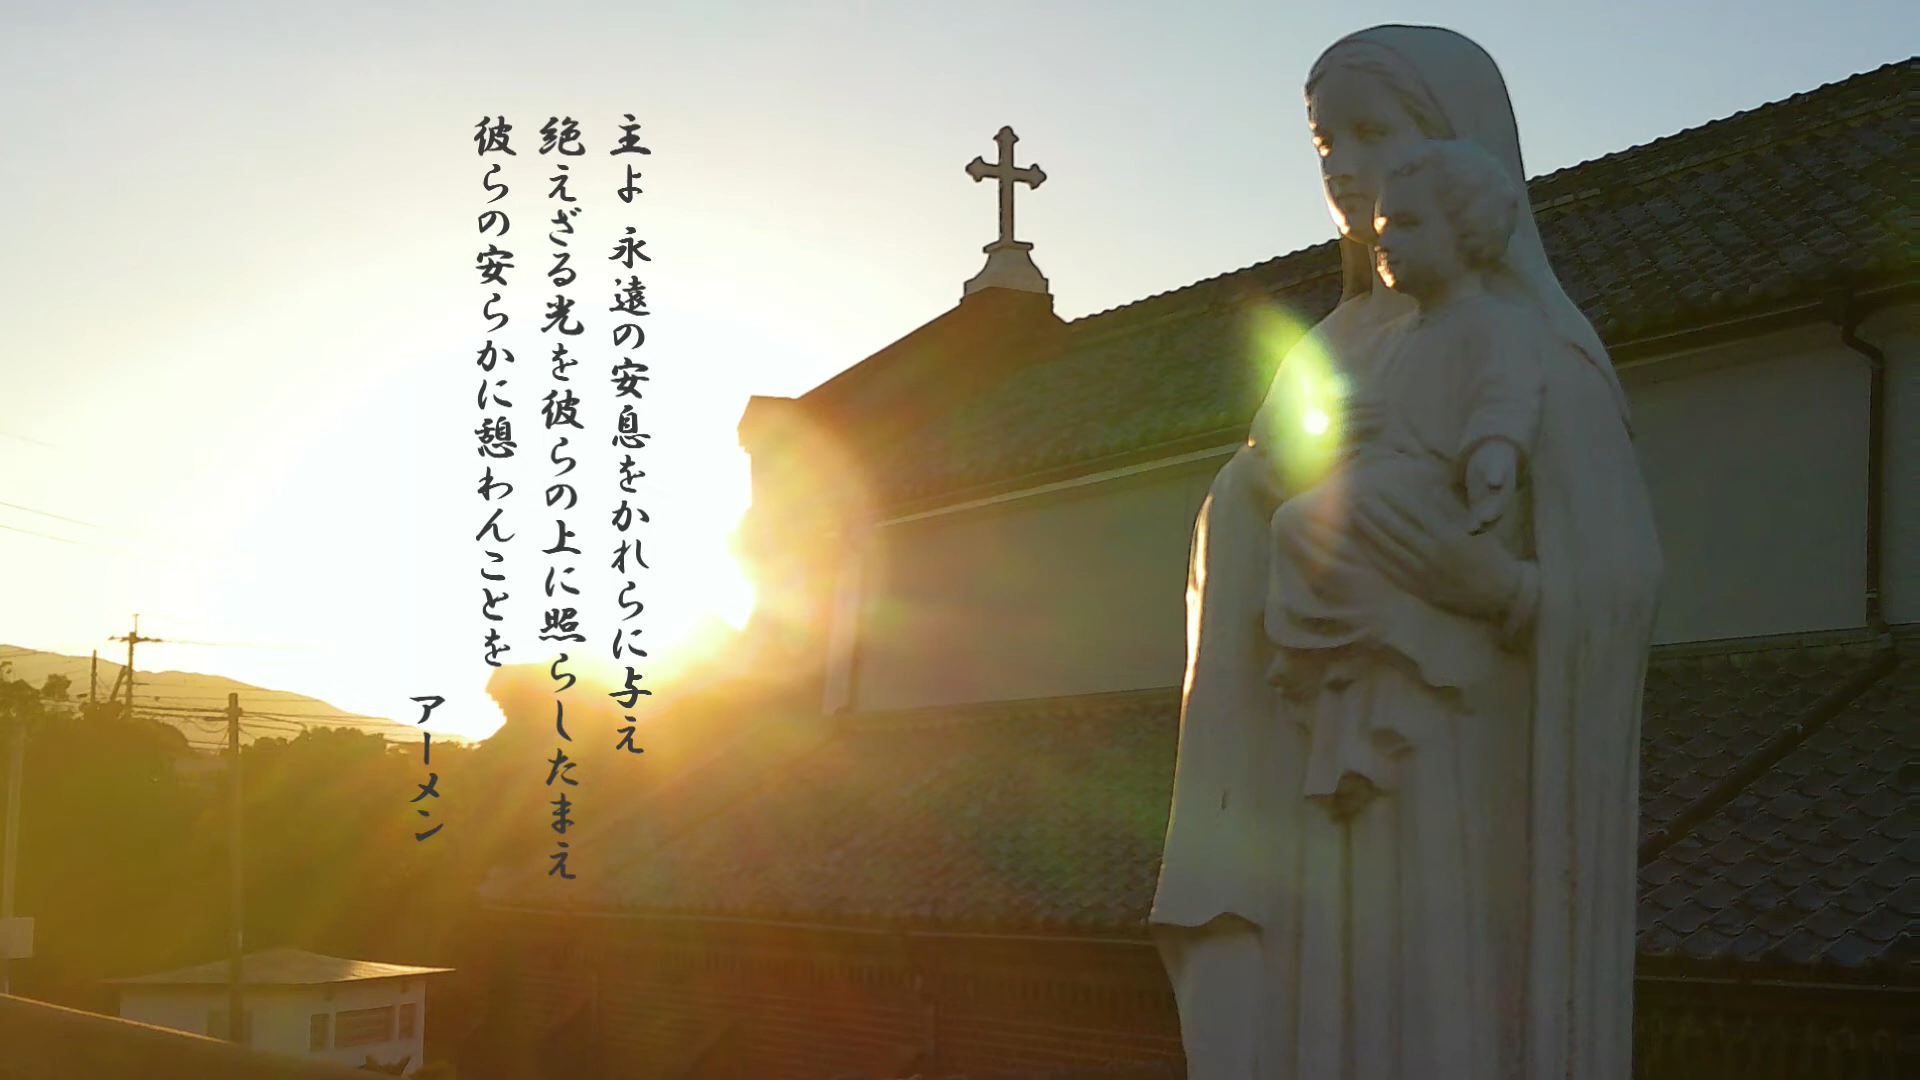 主よ 永遠の安息をかれらに与え
絶えざる光を彼らの上に照らしたまえ
彼らの安らかに憩わんことを
アーメン